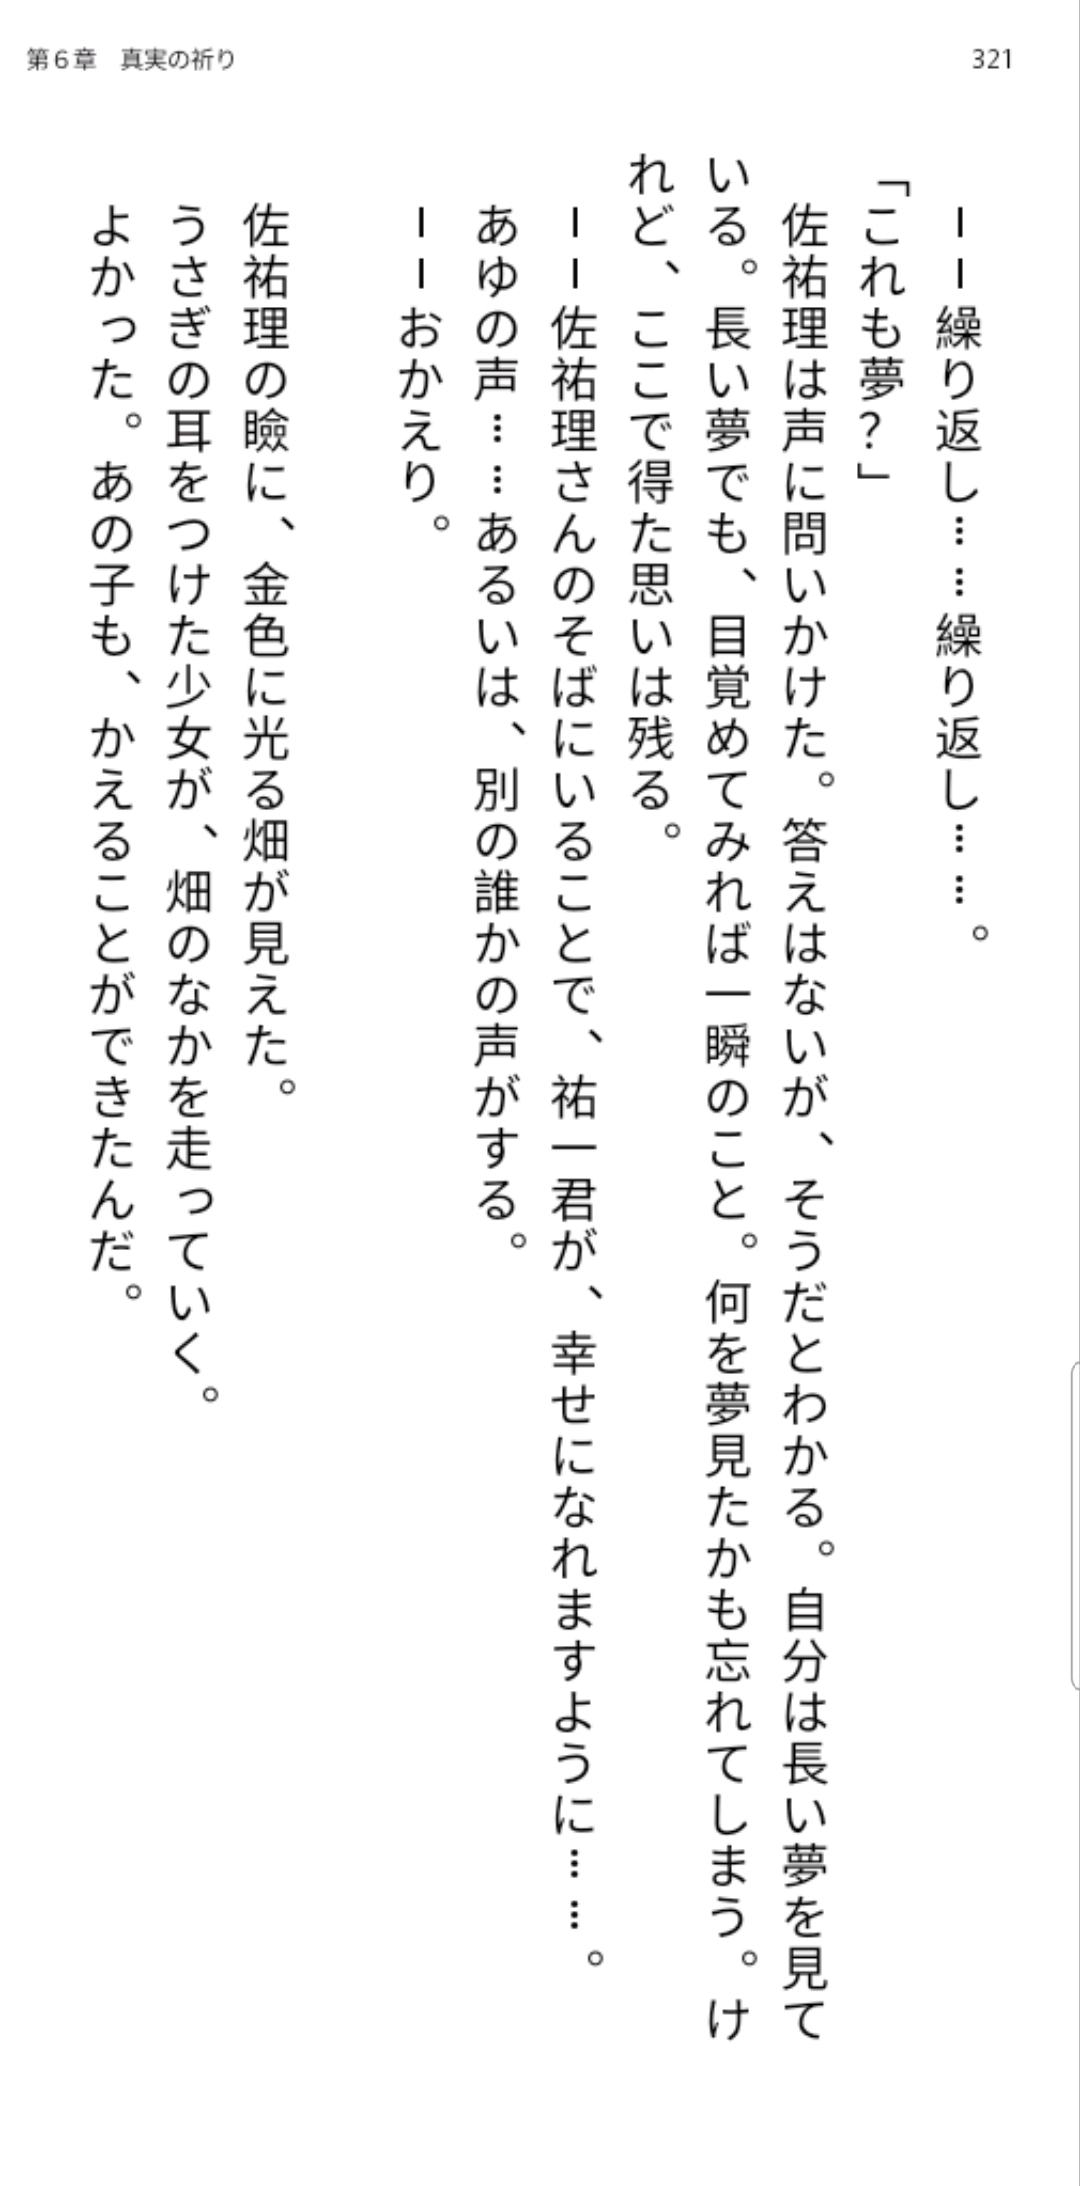 第６章　真実の祈り
321
　ーー繰り返し……繰り返し……。
「これも夢？」
　佐祐理は声に問いかけた。答えはないが、そうだとわかる。自分は長い夢を見て
いる。長い夢でも、目覚めてみれば一瞬のこと。何を夢見たかも忘れてしまう。け
れど、ここで得た思いは残る。
　ーー佐祐理さんのそばにいることで、祐一君が、幸せになれますように……。
　あゆの声……あるいは、別の誰かの声がする。
　ーーおかえり。
　佐祐理の瞼に、金色に光る畑が見えた。
　うさぎの耳をつけた少女が、畑のなかを走っていく。
　よかった。あの子も、かえることができたんだ。